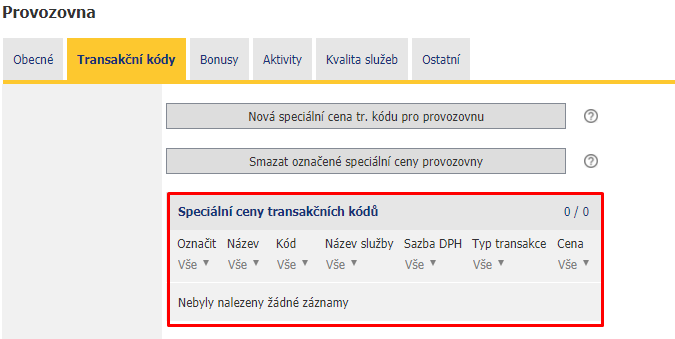 Provozovna
Obecné Transakční kódy Bonusy Aktivity Kvalita služeb Ostatní
Nová speciální cena tr. kódu pro provozovnu ?
Smazat označené speciální ceny provozovny ?
Speciální ceny transakčních kódů 0 / 0
Označit Název Kód Název služby Sazba DPH Typ transakce Cena
Vše ▼ Vše ▼ Vše ▼ Vše ▼ Vše ▼ Vše ▼ Vše ▼
Nebyly nalezeny žádné záznamy